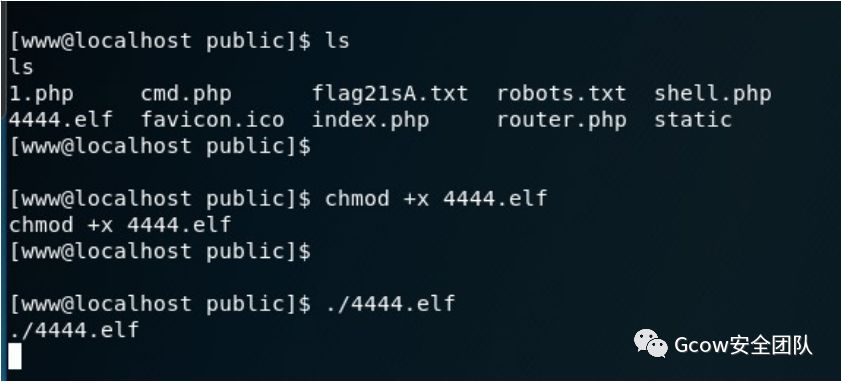 [www@localhost public]$ ls
ls
1.php     cmd.php      flag21sA.txt  robots.txt  shell.php
4444.elf  favicon.ico  index.php     router.php  static
[www@localhost public]$
[www@localhost public]$ chmod +x 4444.elf
chmod +x 4444.elf
[www@localhost public]$
[www@localhost public]$ ./4444.elf
./4444.elf
Gcow安全团队